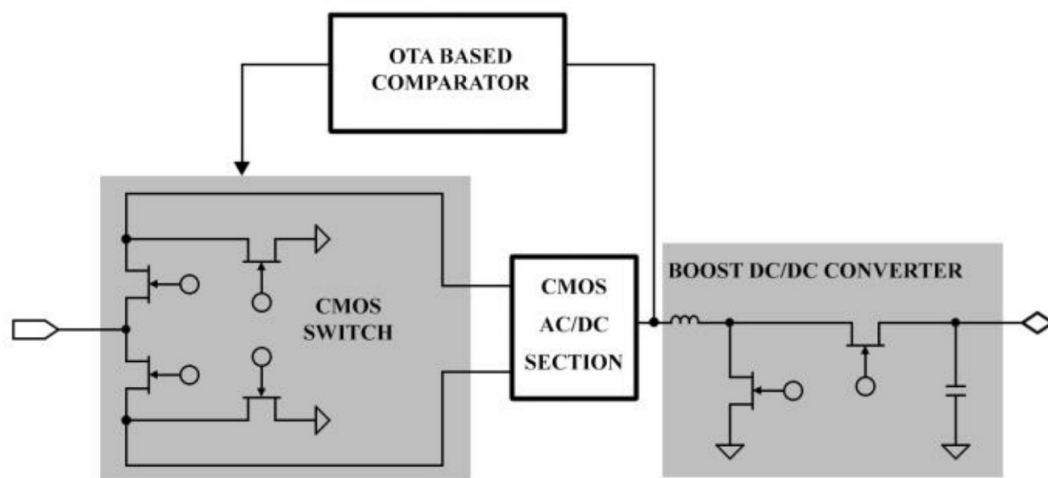 OTA BASED
COMPARATOR
CMOS
SWITCH
CMOS
AC/DC
SECTION
BOOST DC/DC CONVERTER